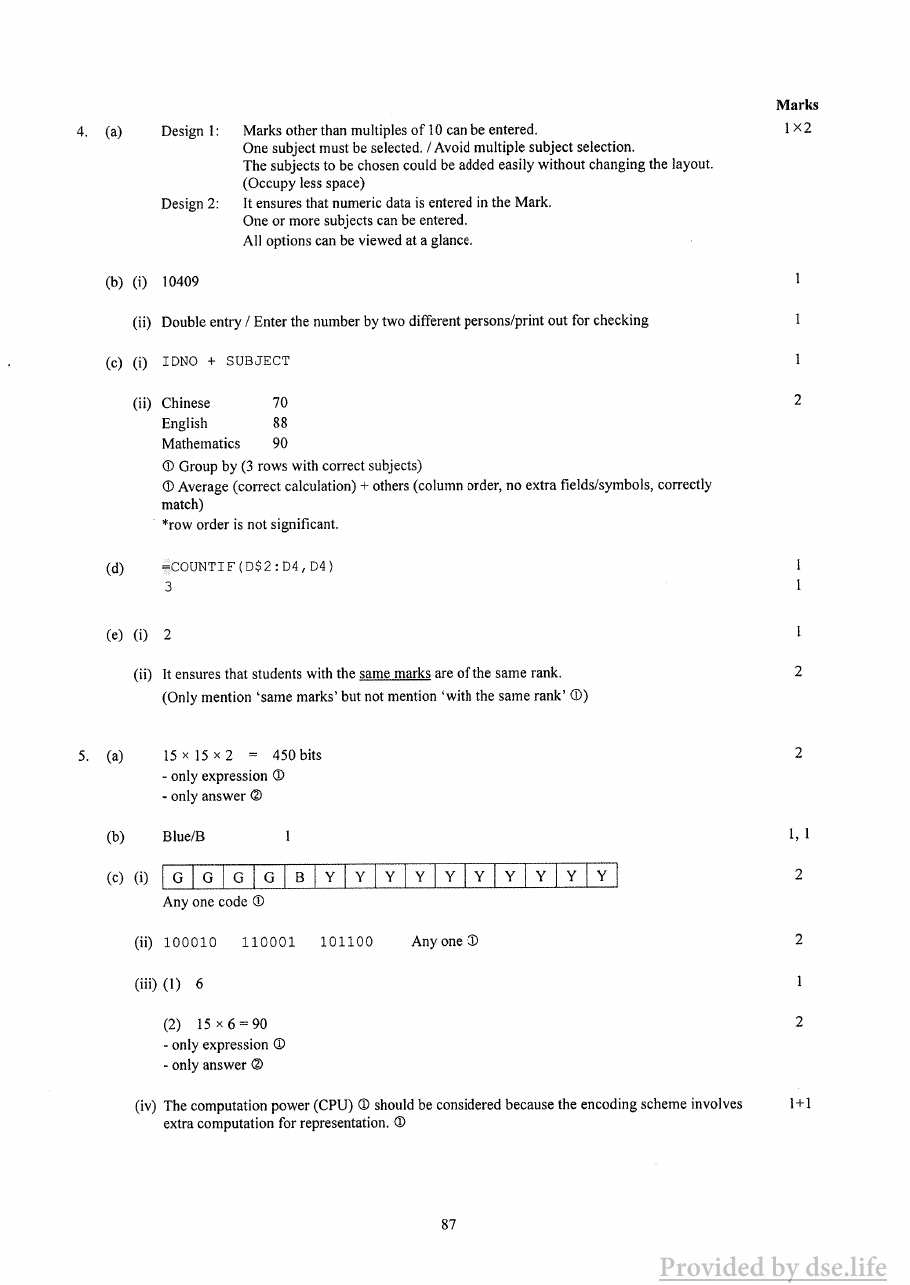 Marks
4. (a) Design 1: Marks other than multiples of 10 can be entered. 1×2
One subject must be selected. / Avoid multiple subject selection.
The subjects to be chosen could be added easily without changing the layout.
(Occupy less space)
Design 2: It ensures that numeric data is entered in the Mark.
One or more subjects can be entered.
All options can be viewed at a glance.
(b) (i) 10409 1
(ii) Double entry / Enter the number by two different persons/print out for checking 1
(c) (i) IDNO + SUBJECT 1
(ii) Chinese 70 2
English 88
Mathematics 90
① Group by (3 rows with correct subjects)
① Average (correct calculation) + others (column order, no extra fields/symbols, correctly
match)
*row order is not significant.
(d) =COUNTIF(D$2:D4,D4) 1
3 1
(e) (i) 2 1
(ii) It ensures that students with the same marks are of the same rank. 2
(Only mention ‘same marks’ but not mention ‘with the same rank’ ①)
5. (a) 15 × 15 × 2 = 450 bits 2
- only expression ①
- only answer ②
(b) Blue/B 1 1, 1
(c) (i) G G G G B Y Y Y Y Y Y Y Y Y Y 2
Any one code ①
(ii) 100010 110001 101100 Any one ① 2
(iii) (1) 6 1
(2) 15 × 6 = 90 2
- only expression ①
- only answer ②
(iv) The computation power (CPU) ① should be considered because the encoding scheme involves 1+1
extra computation for representation. ①
87
Provided by dse.life